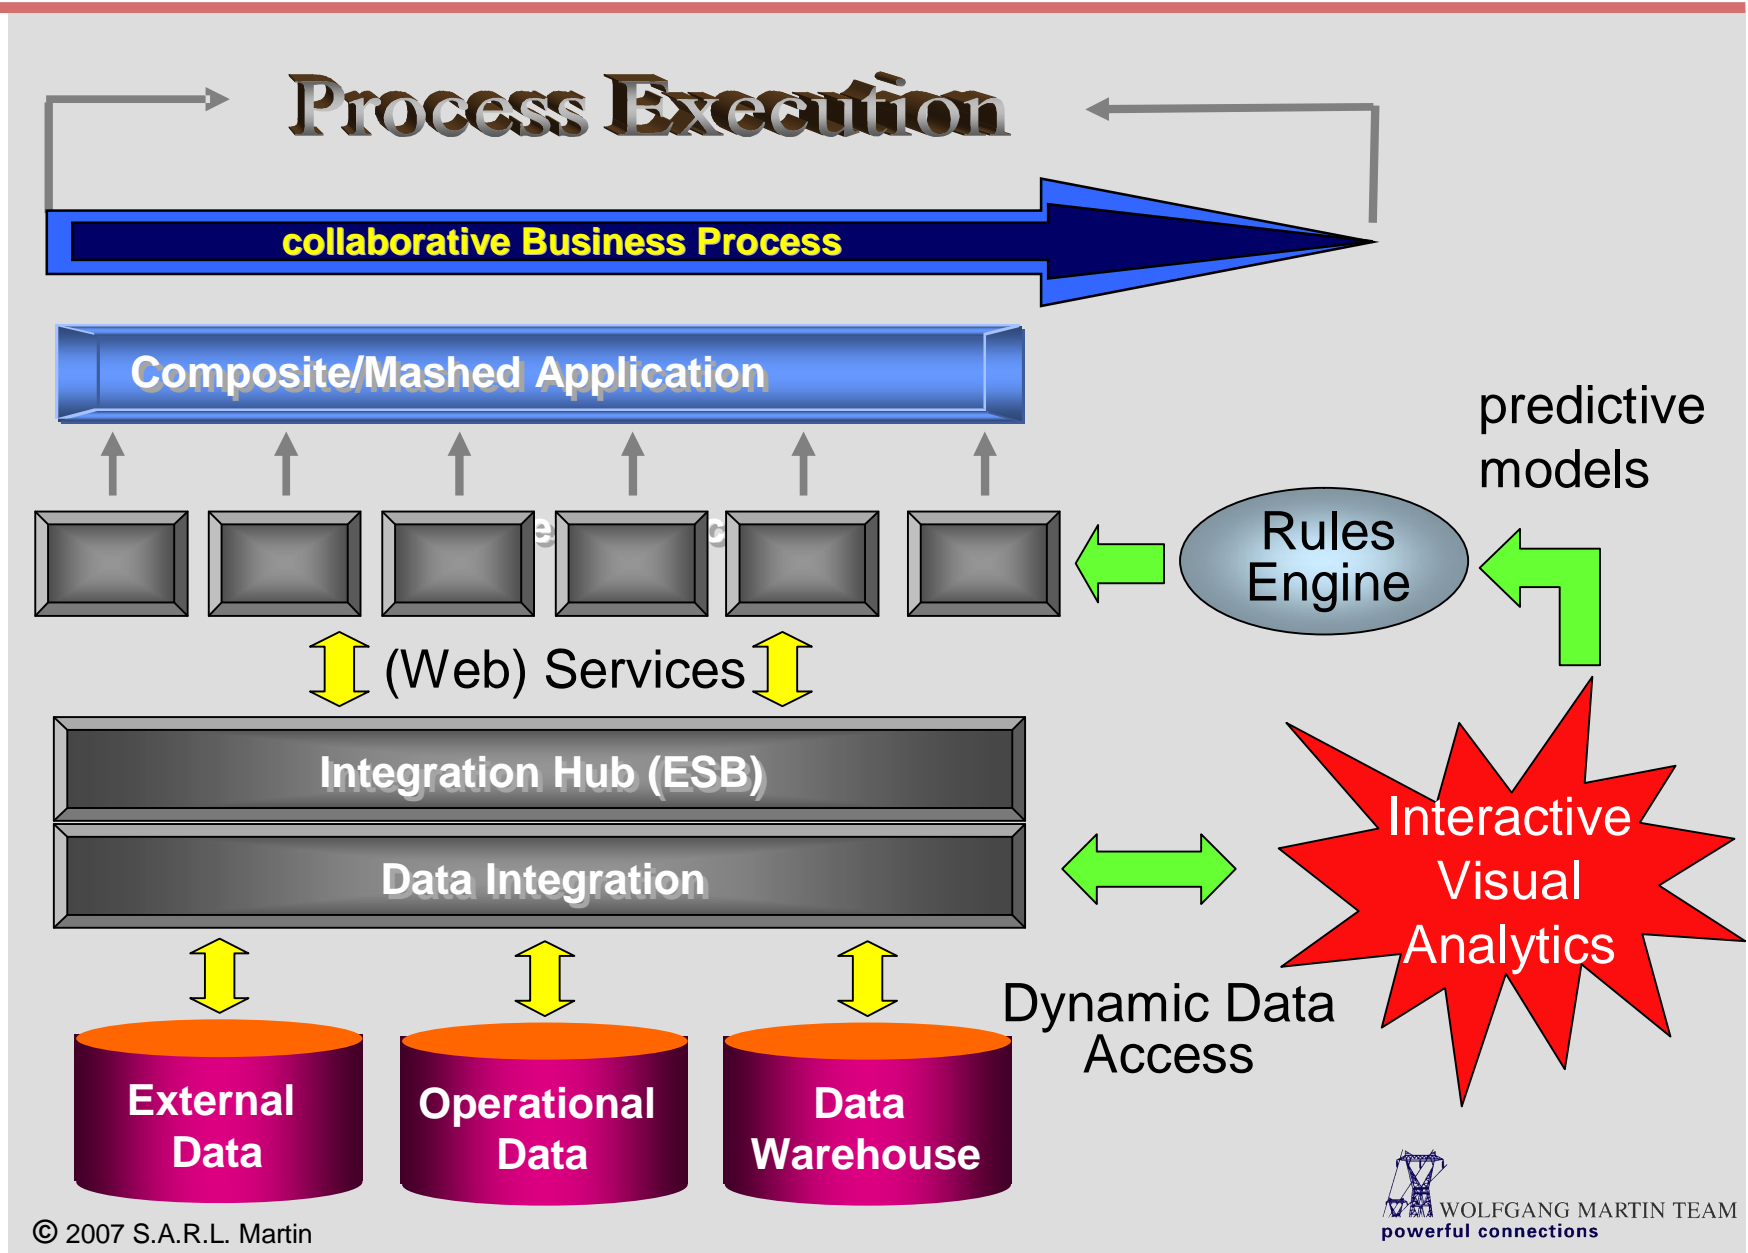 Process Execution
collaborative Business Process
Composite/Mashed Application
predictive
models
Rules
Engine
(Web) Services
Integration Hub (ESB)
Data Integration
Interactive
Visual
Analytics
Dynamic Data
Access
External
Data
Operational
Data
Data
Warehouse
© 2007 S.A.R.L. Martin
WOLFGANG MARTIN TEAM
powerful connections